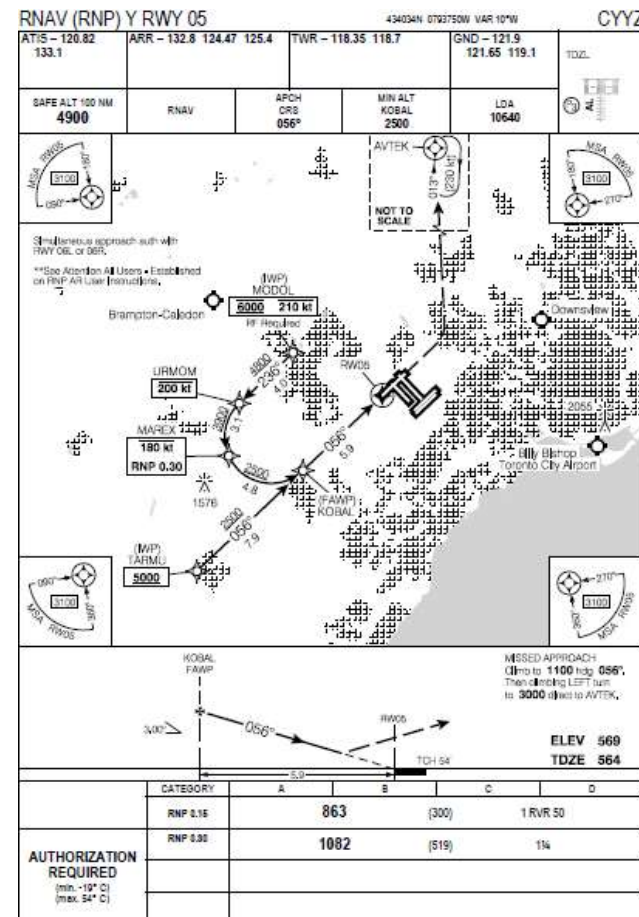 RNAV (RNP) Y RWY 05
434034N 0793750W VAR 10°W
CYYZ
ATIS – 120.82
133.1
ARR – 132.8 124.47 125.4
TWR – 118.35 118.7
GND – 121.9
121.65 119.1
TDZL
AL
SAFE ALT 100 NM
4900
RNAV
APCH
CRS
056°
MIN ALT
KOBAL
2500
LDA
10640
MSA RW05
3100
180°
090°
AVTEK
013°
(230 kt)
NOT TO
SCALE
MSA RW05
3100
180°
270°
Simultaneous approach auth with
RWY 06L or 06R.
**See Attention All Users - Established
on RNP AR User Instructions.
(IWP)
MODOL
6000 210 kt
RF Required
Brampton-Caledon
Downsview
4800
236°
4.0
URMOM
200 kt
RW05
3.1
MAREX
180 kt
RNP 0.30
2500
4.8
056°
5.9
2055
Billy Bishop
Toronto City Airport
1576
(FAWP)
KOBAL
2500
056°
7.9
(IWP)
TARMU
5000
090°
3100
360°
MSA RW05
270°
3100
360°
MSA RW05
KOBAL
FAWP
MISSED APPROACH
Climb to 1100 hdg 056°.
Then climbing LEFT turn
to 3000 direct to AVTEK.
3.00°
056°
RW05
TCH 54'
5.9
ELEV 569
TDZE 564
CATEGORY A B C D
RNP 0.15 863 (300) 1 RVR 50
RNP 0.30 1082 (519) 1¼
AUTHORIZATION
REQUIRED
(min. -19° C)
(max. 54° C)